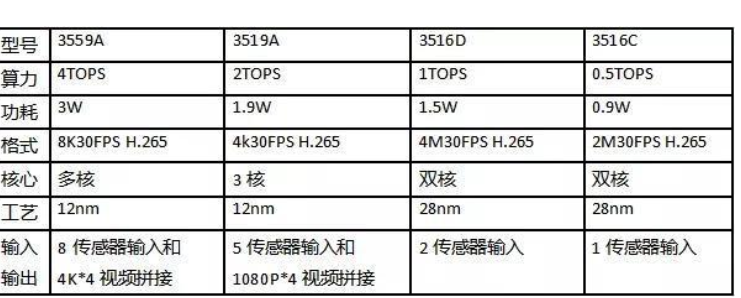 型号 3559A 3519A 3516D 3516C
算力 4TOPS 2TOPS 1TOPS 0.5TOPS
功耗 3W 1.9W 1.5W 0.9W
格式 8K30FPS H.265 4k30FPS H.265 4M30FPS H.265 2M30FPS H.265
核心 多核 3 核 双核 双核
工艺 12nm 12nm 28nm 28nm
输入 8 传感器输入和 5 传感器输入和 2 传感器输入 1 传感器输入
输出 4K*4 视频拼接 1080P*4 视频拼接